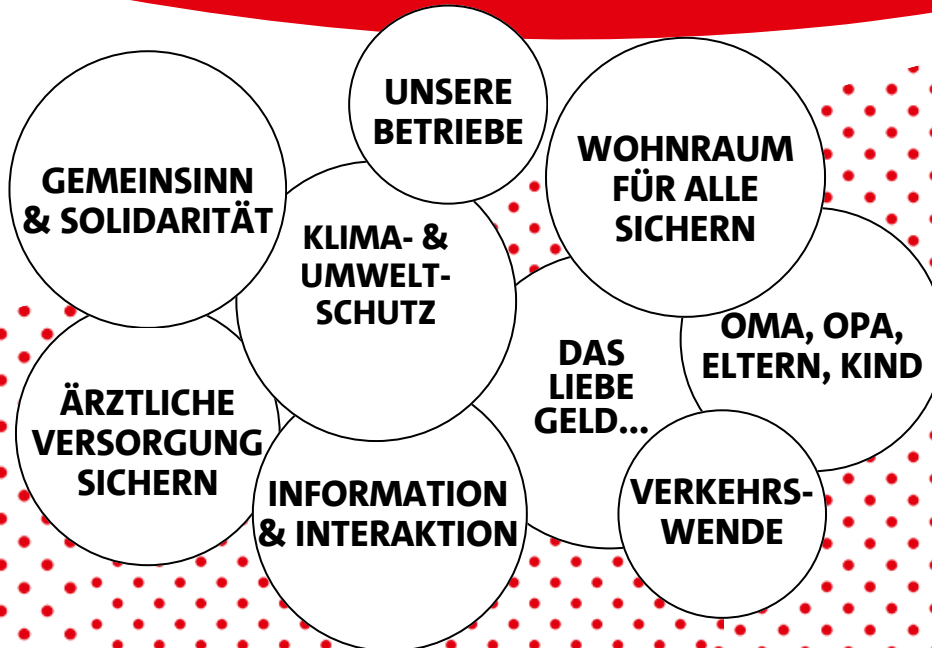 UNSERE
BETRIEBE
GEMEINSINN
& SOLIDARITÄT
WOHNRAUM
FÜR ALLE
SICHERN
KLIMA- &
UMWELT-
SCHUTZ
OMA, OPA,
ELTERN, KIND
DAS
LIEBE
GELD...
ÄRZTLICHE
VERSORGUNG
SICHERN
INFORMATION
& INTERAKTION
VERKEHRS-
WENDE